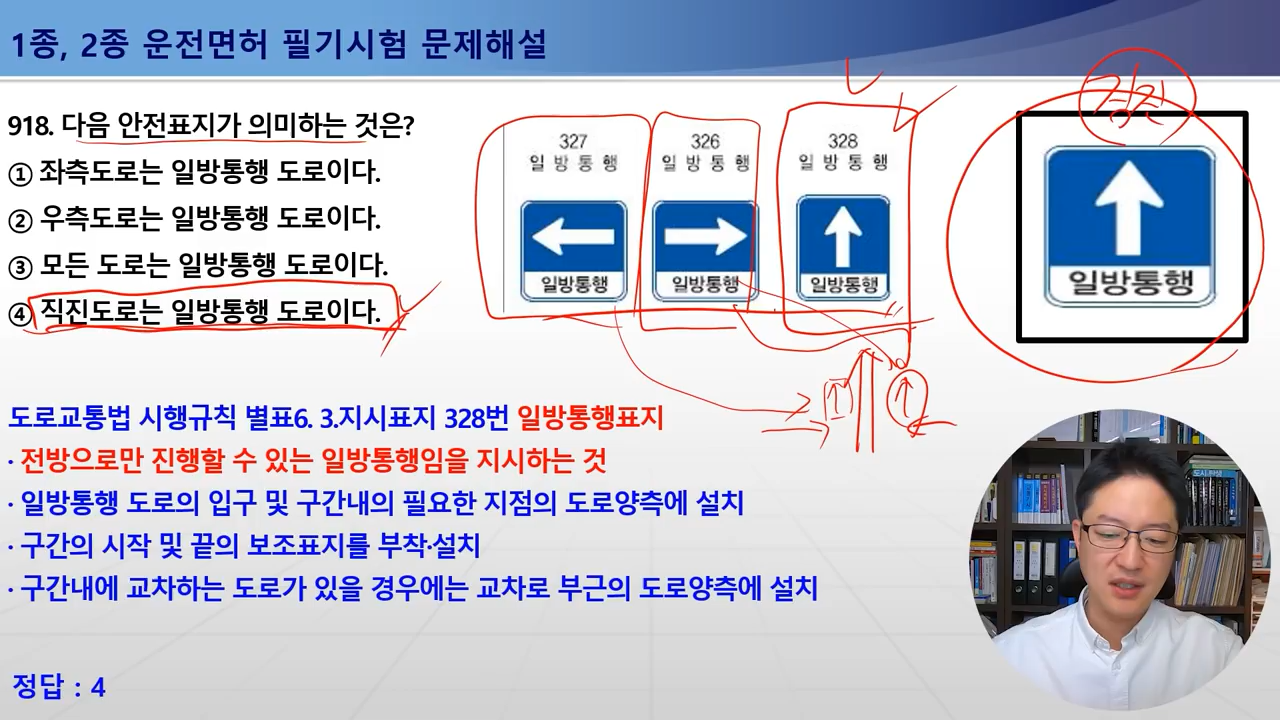 1종, 2종 운전면허 필기시험 문제해설
918. 다음 안전표지가 의미하는 것은?
① 좌측도로는 일방통행 도로이다.
② 우측도로는 일방통행 도로이다.
③ 모든 도로는 일방통행 도로이다.
④ 직진도로는 일방통행 도로이다.
327
일 방 통 행
일방통행
326
일 방 통 행
일방통행
328
일 방 통 행
일방통행
직진
일방통행
도로교통법 시행규칙 별표6. 3.지시표지 328번 일방통행표지
· 전방으로만 진행할 수 있는 일방통행임을 지시하는 것
· 일방통행 도로의 입구 및 구간내의 필요한 지점의 도로양측에 설치
· 구간의 시작 및 끝의 보조표지를 부착·설치
· 구간내에 교차하는 도로가 있을 경우에는 교차로 부근의 도로양측에 설치
정답 : 4